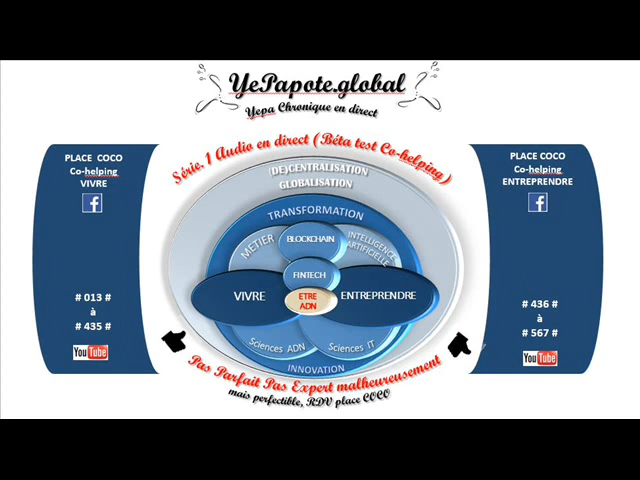 YePapote.global
Yepa Chronique en direct
Série, 1 Audio en direct (Béta test Co-helping)
PLACE COCO
Co-helping
VIVRE
# 013 #
à
# 435 #
YouTube
(DE)CENTRALISATION
GLOBALISATION
TRANSFORMATION
METIER
BLOCKCHAIN
INTELLIGENCE
ARTIFICIELLE
FINTECH
VIVRE
ETRE
ADN
ENTREPRENDRE
Sciences ADN
Sciences IT
INNOVATION
PLACE COCO
Co-helping
ENTREPRENDRE
# 436 #
à
# 567 #
YouTube
Pas Parfait Pas Expert malheureusement
mais perfectible, RDV place COCO